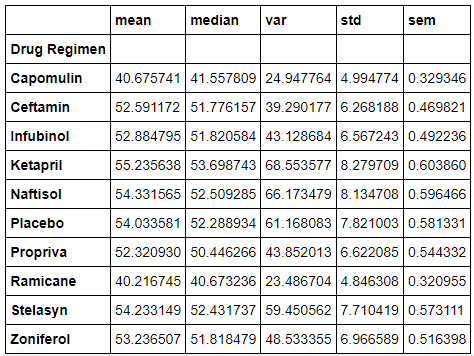 mean median var std sem
Drug Regimen
Capomulin 40.675741 41.557809 24.947764 4.994774 0.329346
Ceftamin 52.591172 51.776157 39.290177 6.268188 0.469821
Infubinol 52.884795 51.820584 43.128684 6.567243 0.492236
Ketapril 55.235638 53.698743 68.553577 8.279709 0.603860
Naftisol 54.331565 52.509285 66.173479 8.134708 0.596466
Placebo 54.033581 52.288934 61.168083 7.821003 0.581331
Propriva 52.320930 50.446266 43.852013 6.622085 0.544332
Ramicane 40.216745 40.673236 23.486704 4.846308 0.320955
Stelasyn 54.233149 52.431737 59.450562 7.710419 0.573111
Zoniferol 53.236507 51.818479 48.533355 6.966589 0.516398